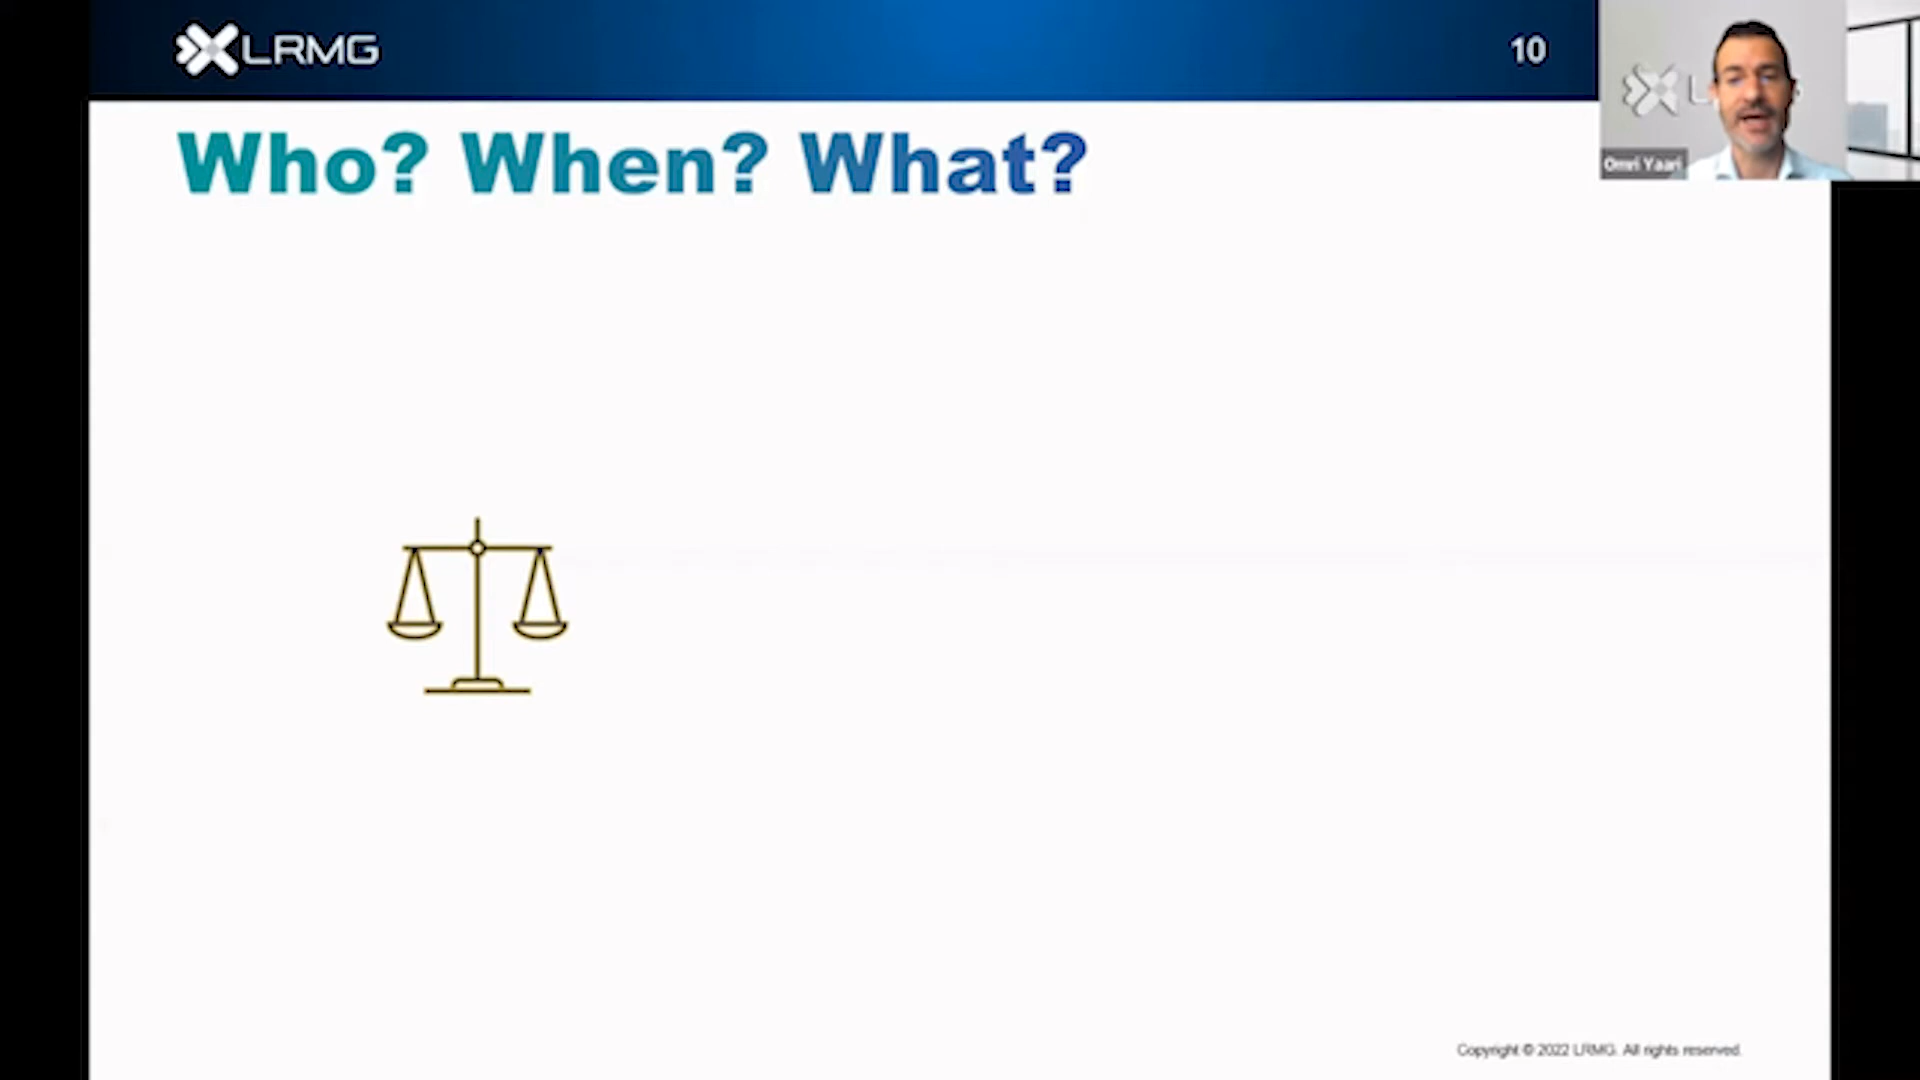 LRMG
10
Omri Yaari
Who? When? What?
Copyright © 2022 LRMG. All rights reserved.